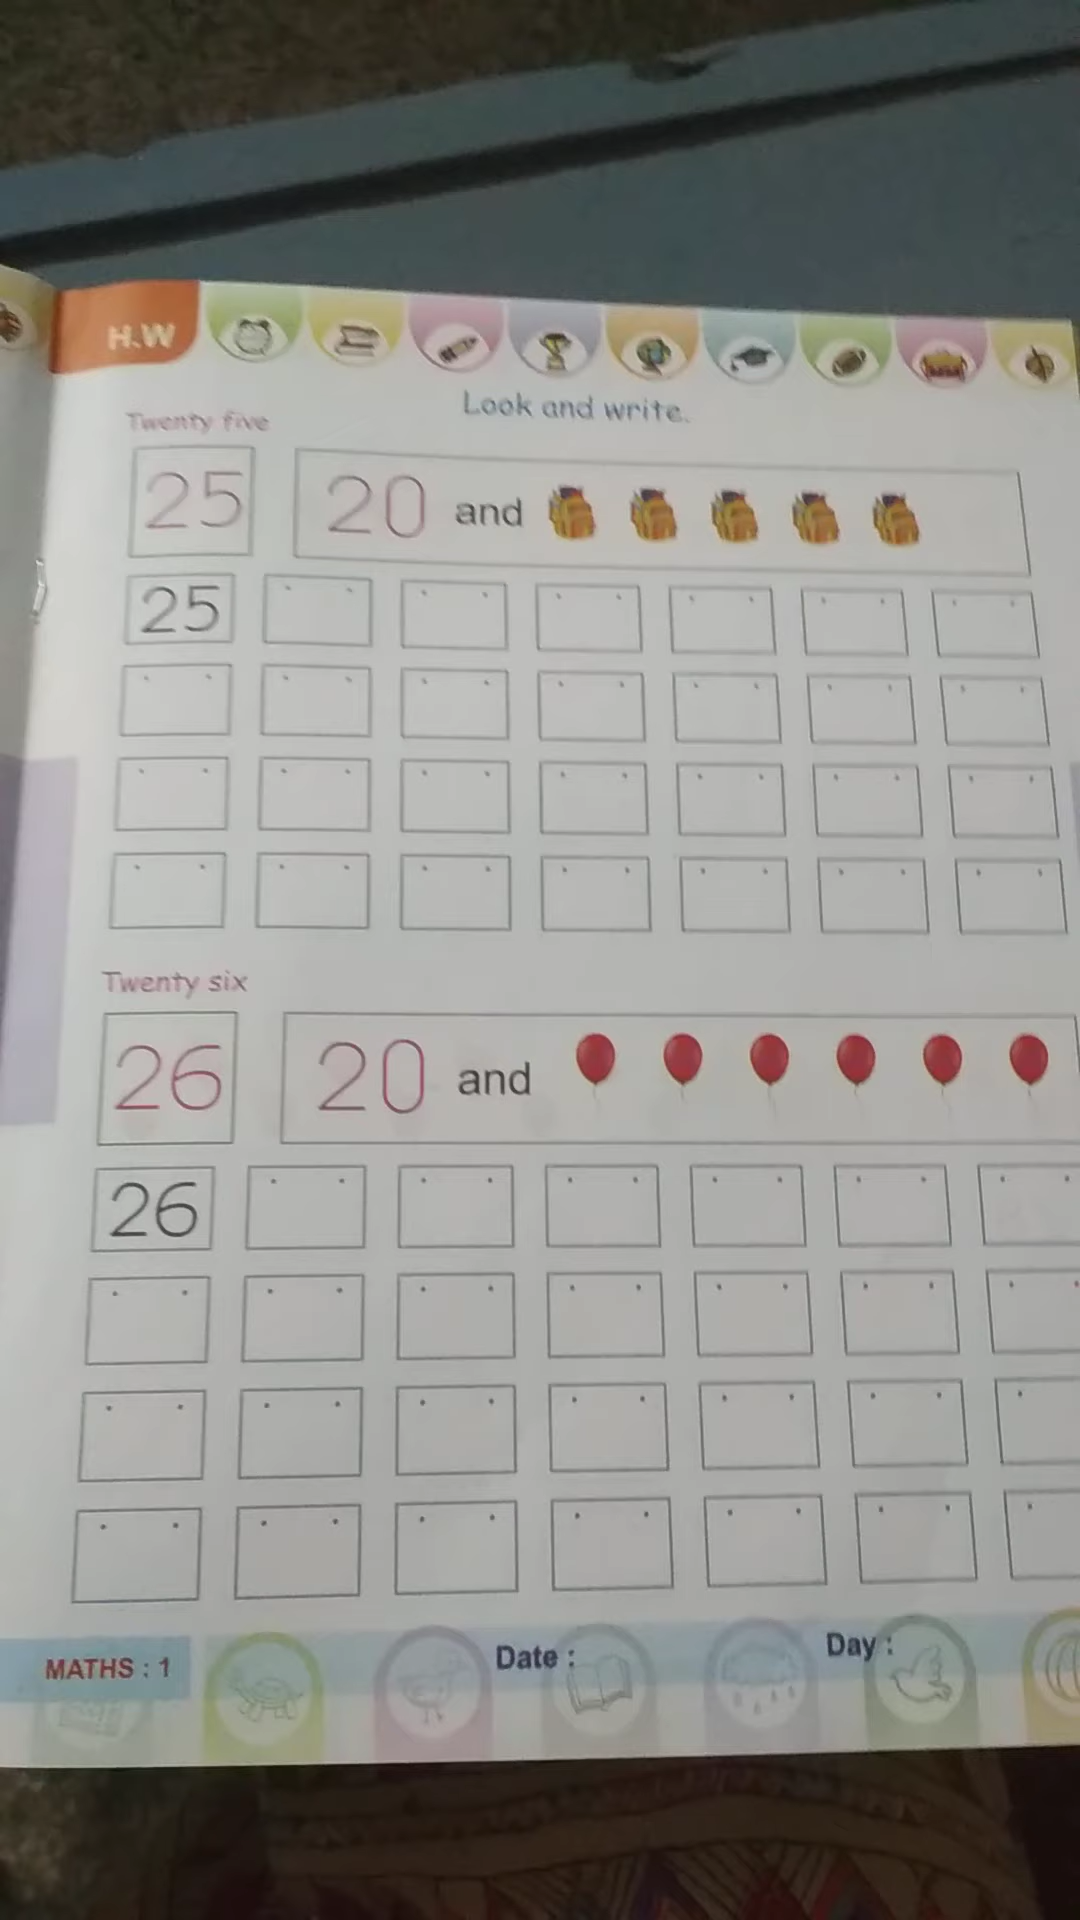 H.W
Look and write.
Twenty five
25 20 and
25
Twenty six
26 20 and
26
MATHS : 1 Date : Day :